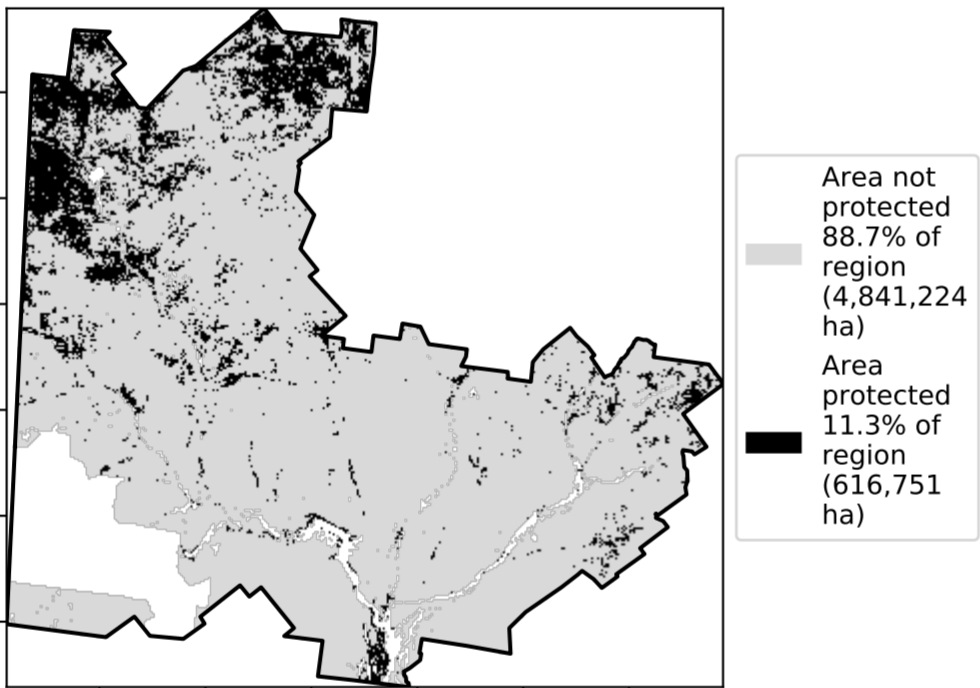 Area not
protected
88.7% of
region
(4,841,224
ha)
Area
protected
11.3% of
region
(616,751
ha)